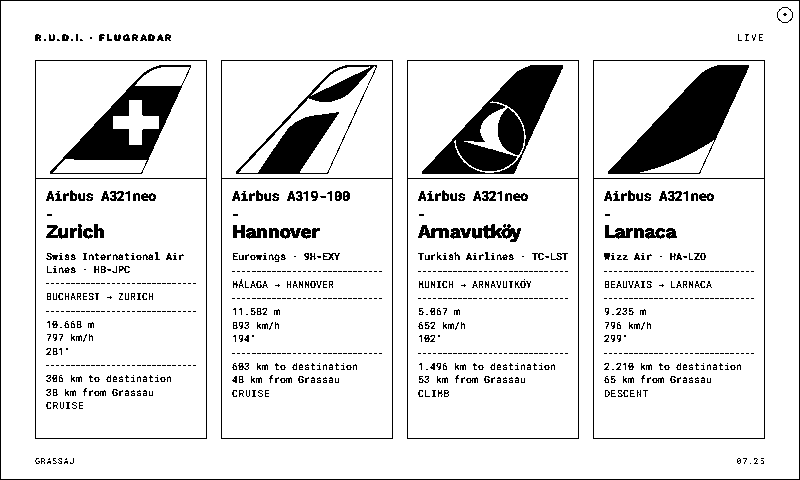 R.U.D.I. · FLUGRADAR
LIVE
Airbus A321neo
-
Zurich
Swiss International Air
Lines · HB-JPC
BUCHAREST → ZURICH
10.668 m
797 km/h
281°
306 km to destination
38 km from Grassau
CRUISE
Airbus A319-100
-
Hannover
Eurowings · 9H-EXY
MÁLAGA → HANNOVER
11.582 m
893 km/h
194°
603 km to destination
48 km from Grassau
CRUISE
Airbus A321neo
-
Arnavutköy
Turkish Airlines · TC-LST
MUNICH → ARNAVUTKÖY
5.067 m
652 km/h
102°
1.496 km to destination
53 km from Grassau
CLIMB
Airbus A321neo
-
Larnaca
Wizz Air · HA-LZO
BEAUVAIS → LARNACA
9.235 m
796 km/h
299°
2.210 km to destination
65 km from Grassau
DESCENT
GRASSAU
07.25